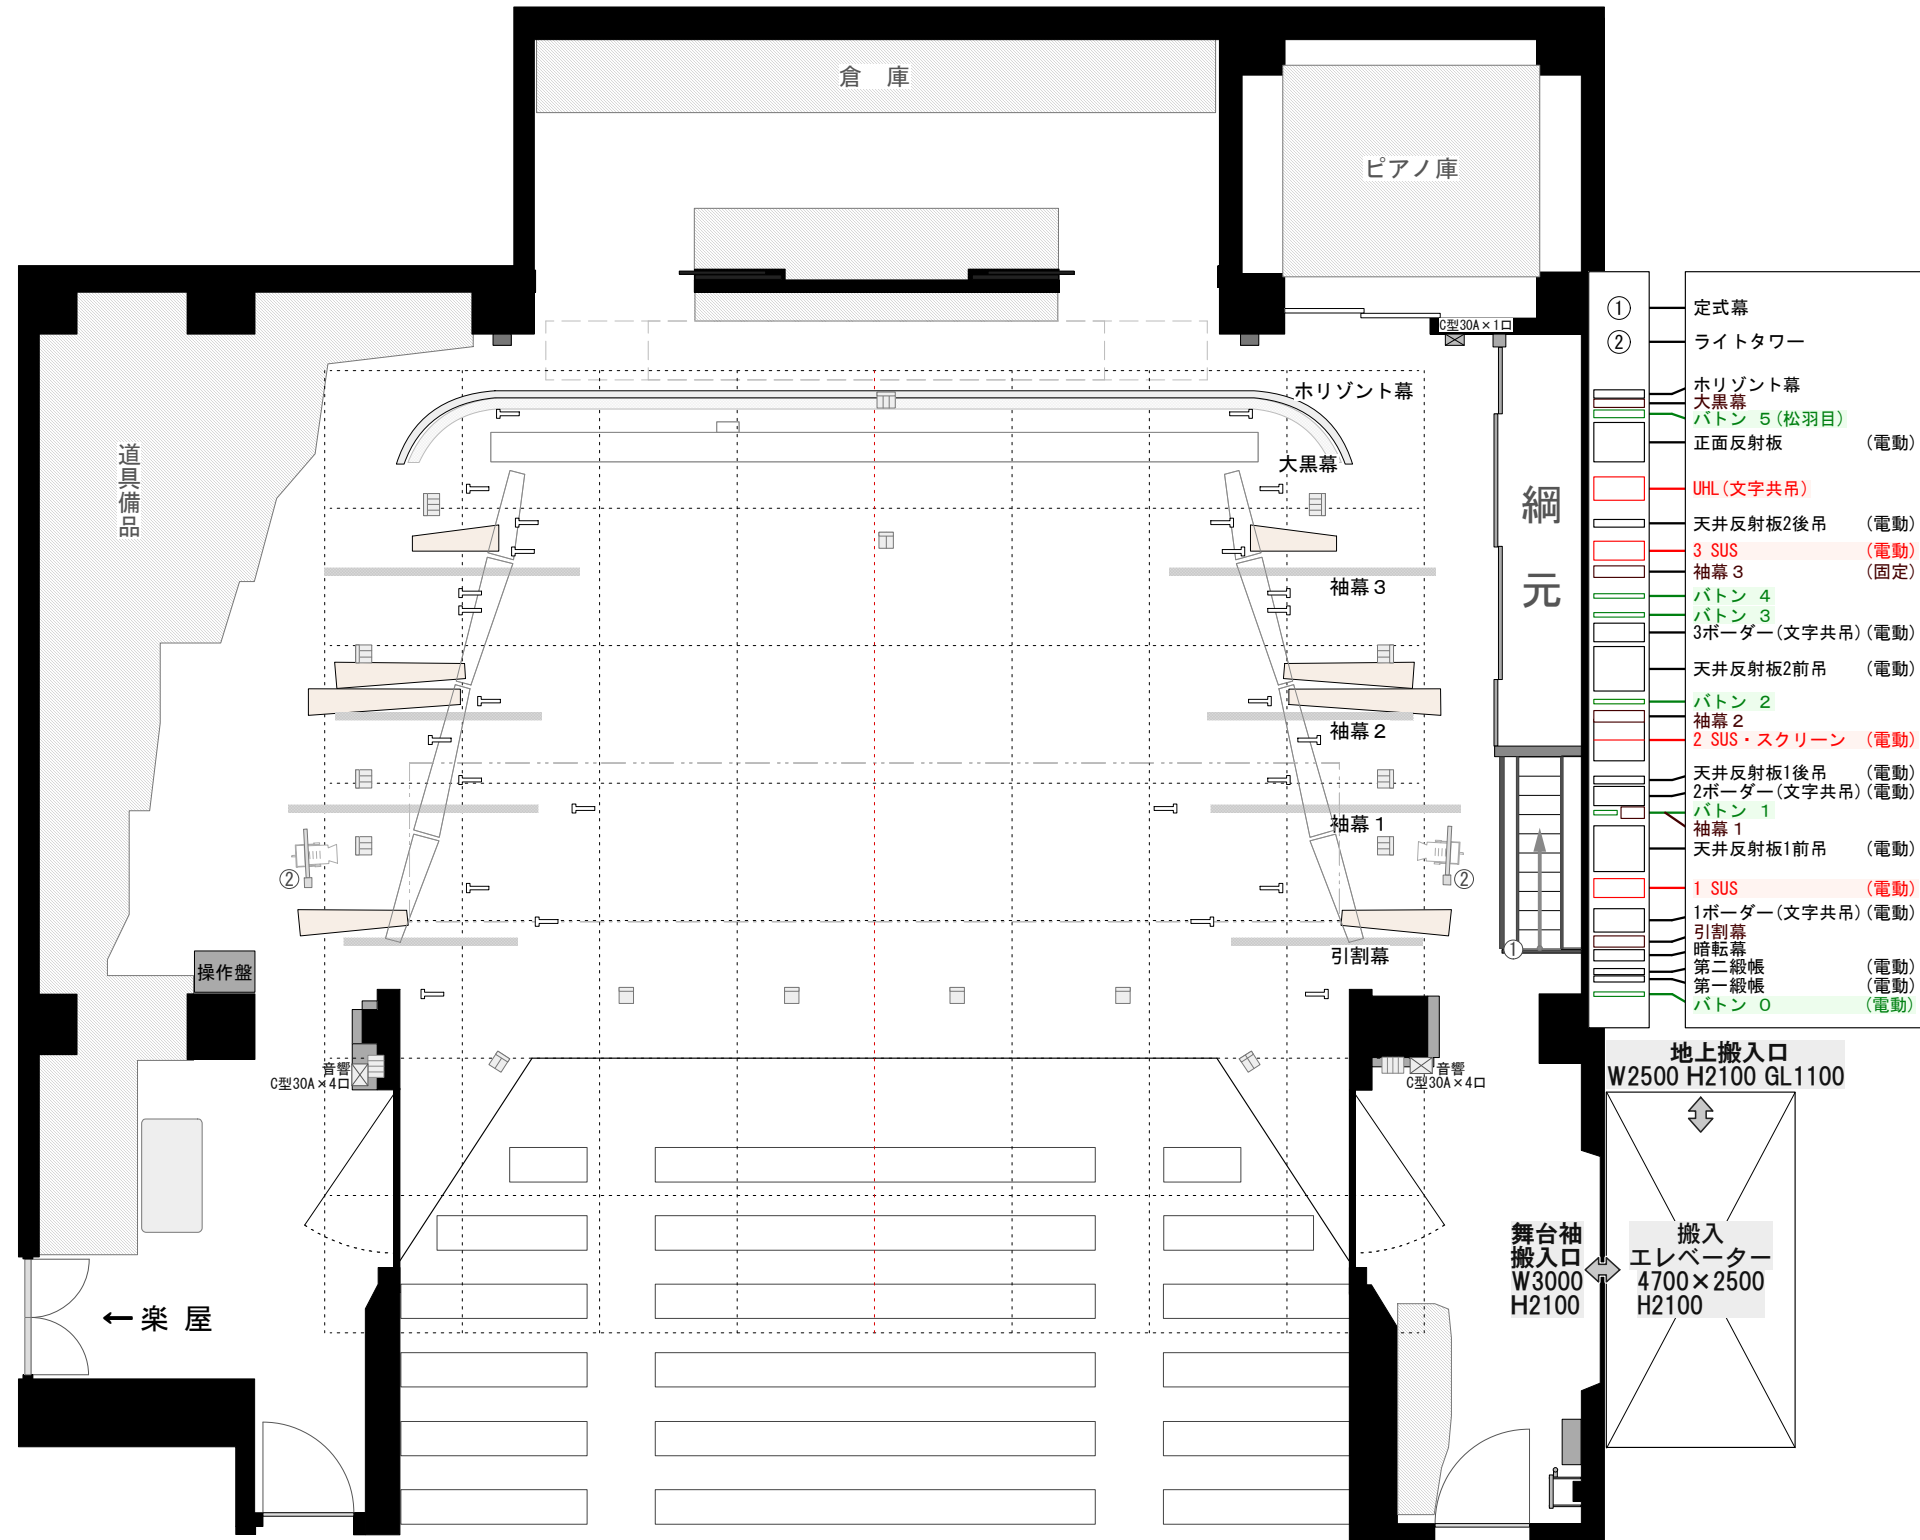 倉 庫
ピアノ庫
C型30A×1口
道具備品
ホリゾント幕
大黒幕
綱元
袖幕３
袖幕２
袖幕１
引割幕
②
②
①
操作盤
音響
C型30A×4口
音響
C型30A×4口
←楽 屋
① 定式幕
② ライトタワー
ホリゾント幕
大黒幕
バトン 5(松羽目)
正面反射板 (電動)
UHL(文字共吊)
天井反射板2後吊 (電動)
3 SUS (電動)
袖幕３ (固定)
バトン 4
バトン 3
3ボーダー(文字共吊)(電動)
天井反射板2前吊 (電動)
バトン 2
袖幕２
2 SUS・スクリーン (電動)
天井反射板1後吊 (電動)
2ボーダー(文字共吊)(電動)
バトン 1
袖幕１
天井反射板1前吊 (電動)
1 SUS (電動)
1ボーダー(文字共吊)(電動)
引割幕
暗転幕
第二緞帳 (電動)
第一緞帳 (電動)
バトン 0 (電動)
地上搬入口
W2500 H2100 GL1100
舞台袖
搬入口
W3000
H2100
搬入
エレベーター
4700×2500
H2100